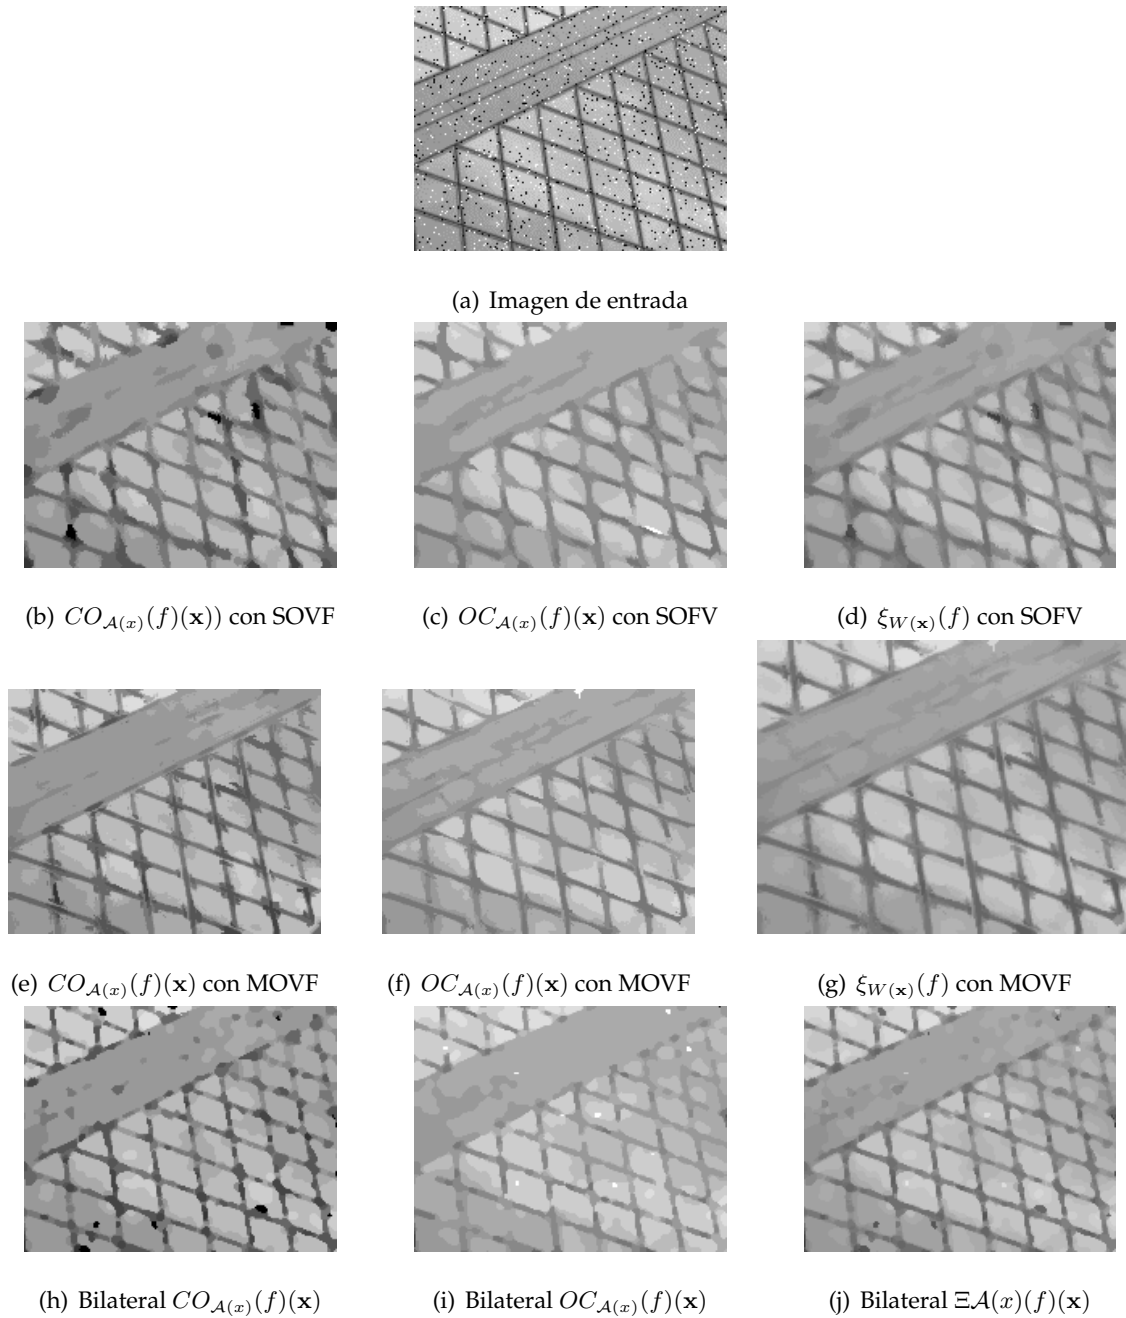 (a) Imagen de entrada
(b) $CO_{\mathcal{A}(x)}(f)(\mathbf{x}))$ con SOVF
(c) $OC_{\mathcal{A}(x)}(f)(\mathbf{x})$ con SOFV
(d) $\xi_{W(\mathbf{x})}(f)$ con SOFV
(e) $CO_{\mathcal{A}(x)}(f)(\mathbf{x})$ con MOVF
(f) $OC_{\mathcal{A}(x)}(f)(\mathbf{x})$ con MOVF
(g) $\xi_{W(\mathbf{x})}(f)$ con MOVF
(h) Bilateral $CO_{\mathcal{A}(x)}(f)(\mathbf{x})$
(i) Bilateral $OC_{\mathcal{A}(x)}(f)(\mathbf{x})$
(j) Bilateral $\Xi\mathcal{A}(x)(f)(\mathbf{x})$